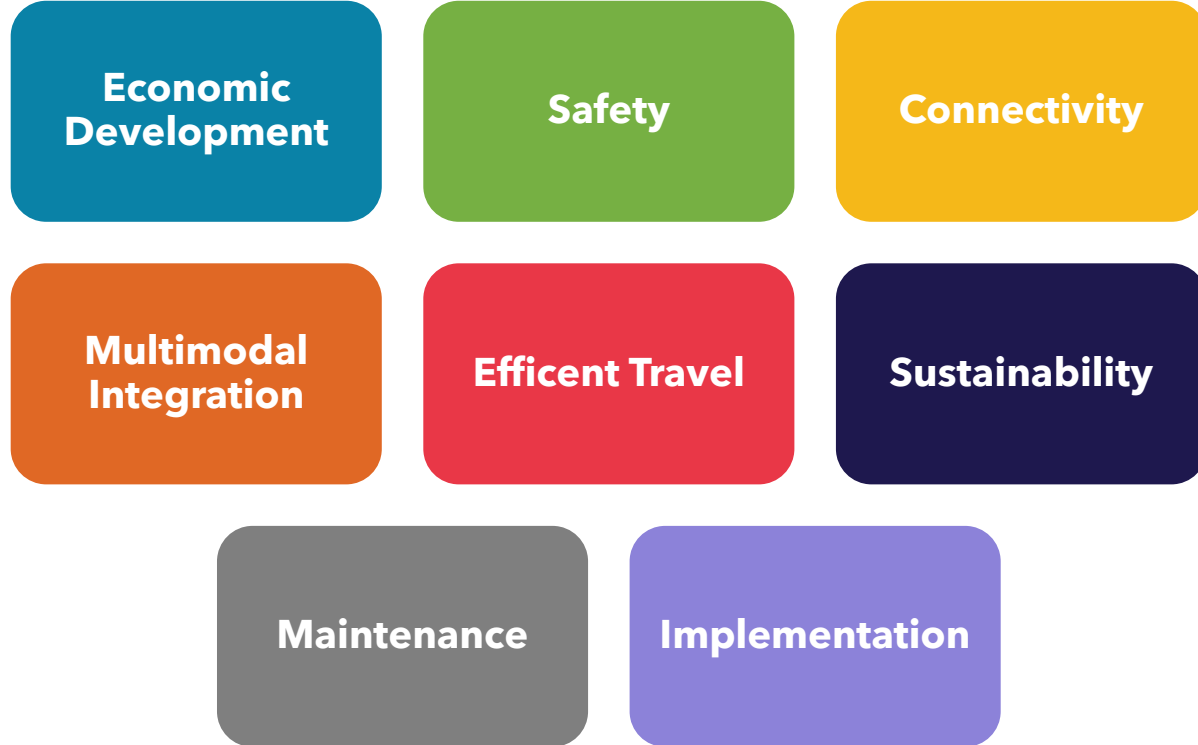 Economic
Development
Safety
Connectivity
Multimodal
Integration
Efficent Travel
Sustainability
Maintenance
Implementation